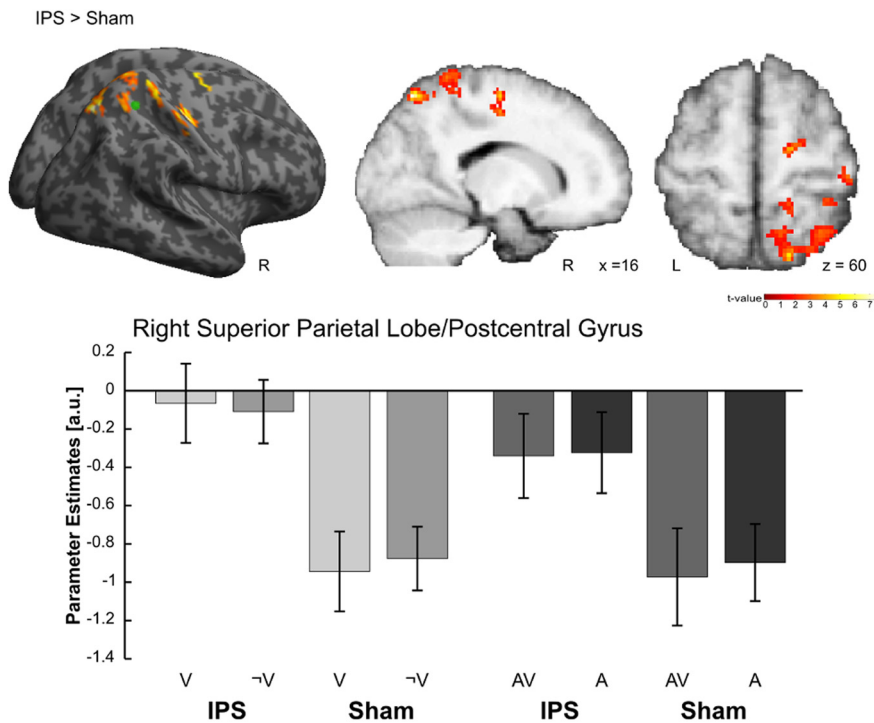 IPS > Sham
R
R x =16 L z = 60
t-value 0 1 2 3 4 5 6 7
Right Superior Parietal Lobe/Postcentral Gyrus
Parameter Estimates [a.u.]
0.2
0
-0.2
-0.4
-0.6
-0.8
-1
-1.2
-1.4
V ¬V V ¬V AV A AV A
IPS Sham IPS Sham